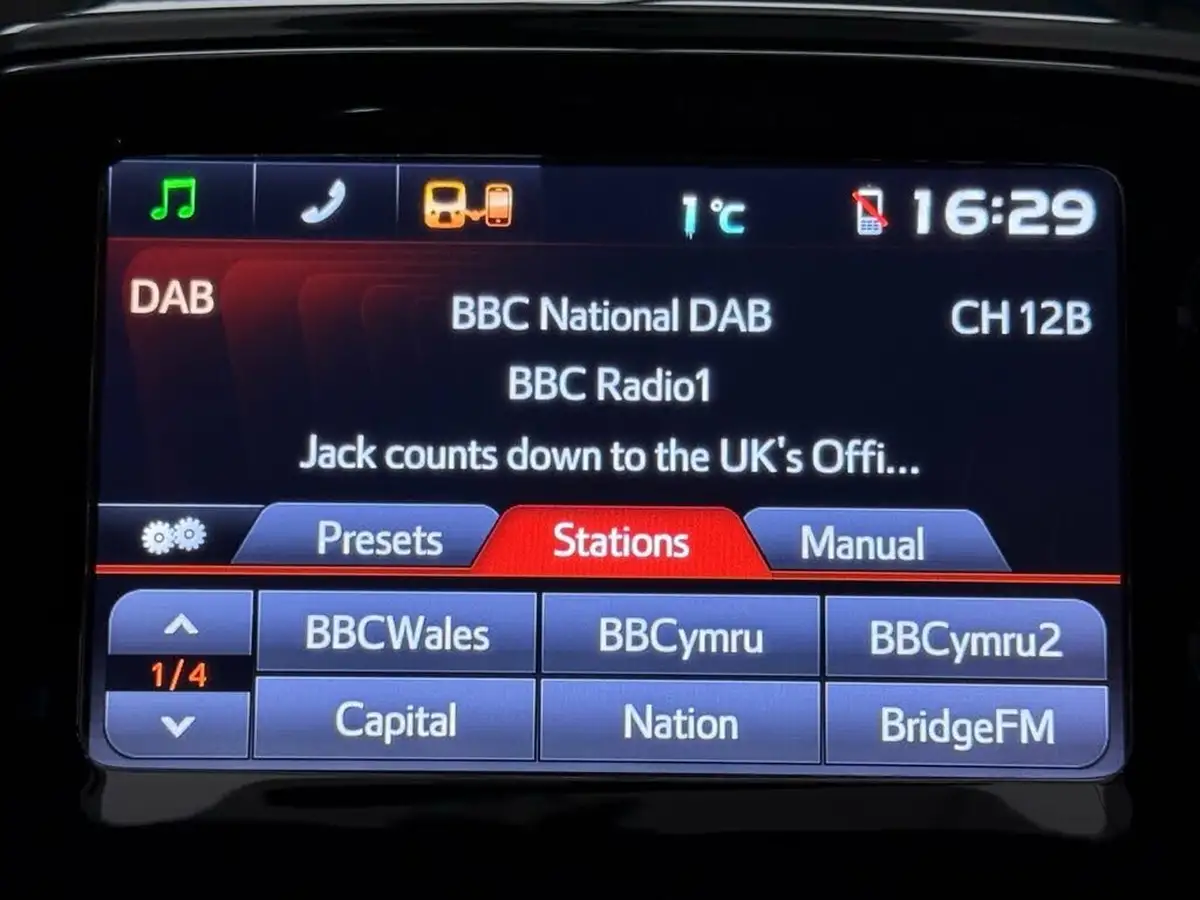 1 °C 16:29
DAB BBC National DAB CH 12B
BBC Radio1
Jack counts down to the UK's Offi...
Presets Stations Manual
BBCWales BBCymru BBCymru2
1/4
Capital Nation BridgeFM